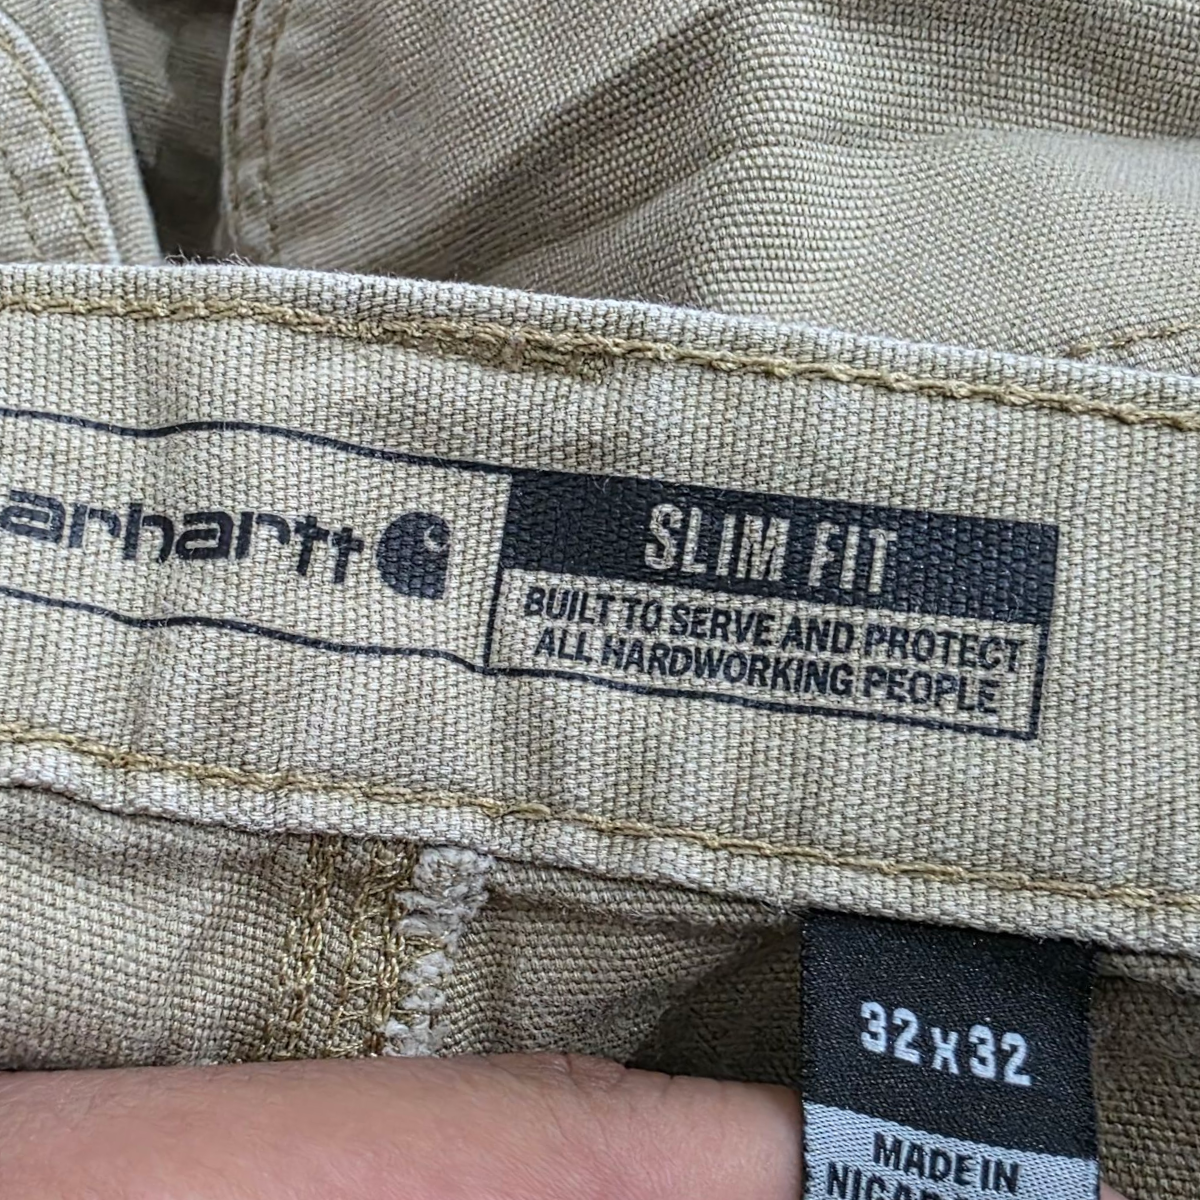 arhartt
SLIM FIT
BUILT TO SERVE AND PROTECT
ALL HARDWORKING PEOPLE
32 x 32
MADE IN